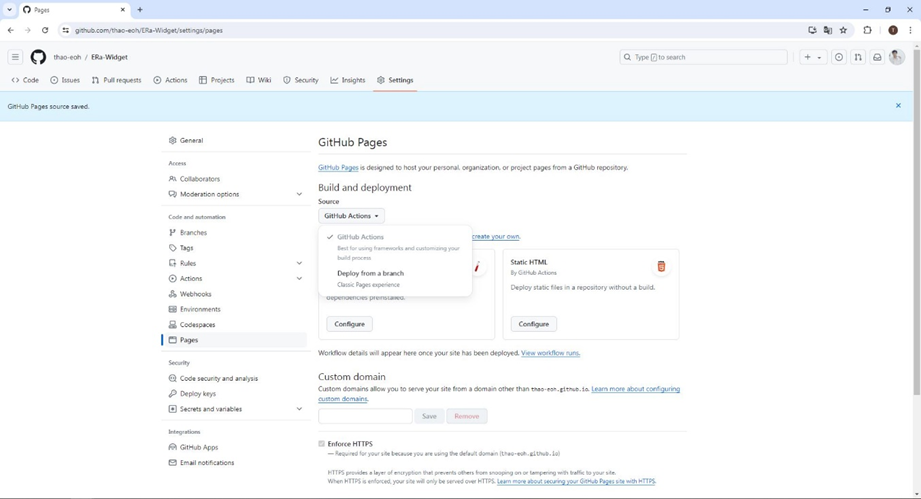 Pages
github.com/thao-eoh/ERa-Widget/settings/pages
T
thao-eoh / ERa-Widget
Type / to search
Code Issues Pull requests Actions Projects Wiki Security Insights Settings
GitHub Pages source saved.
General
Access
Collaborators
Moderation options
Code and automation
Branches
Tags
Rules
Actions
Webhooks
Environments
Codespaces
Pages
Security
Code security and analysis
Deploy keys
Secrets and variables
Integrations
GitHub Apps
Email notifications
GitHub Pages
GitHub Pages is designed to host your personal, organization, or project pages from a GitHub repository.
Build and deployment
Source
GitHub Actions
create your own.
GitHub Actions
Best for using frameworks and customizing your
build process
Deploy from a branch
Classic Pages experience
dependencies preinstalled.
Configure
Static HTML
By GitHub Actions
Deploy static files in a repository without a build.
Configure
Workflow details will appear here once your site has been deployed. View workflow runs.
Custom domain
Custom domains allow you to serve your site from a domain other than thao-eoh.github.io. Learn more about configuring
custom domains.
Save Remove
Enforce HTTPS
— Required for your site because you are using the default domain (thao-eoh.github.io)
HTTPS provides a layer of encryption that prevents others from snooping on or tampering with traffic to your site.
When HTTPS is enforced, your site will only be served over HTTPS. Learn more about securing your GitHub Pages site with HTTPS.